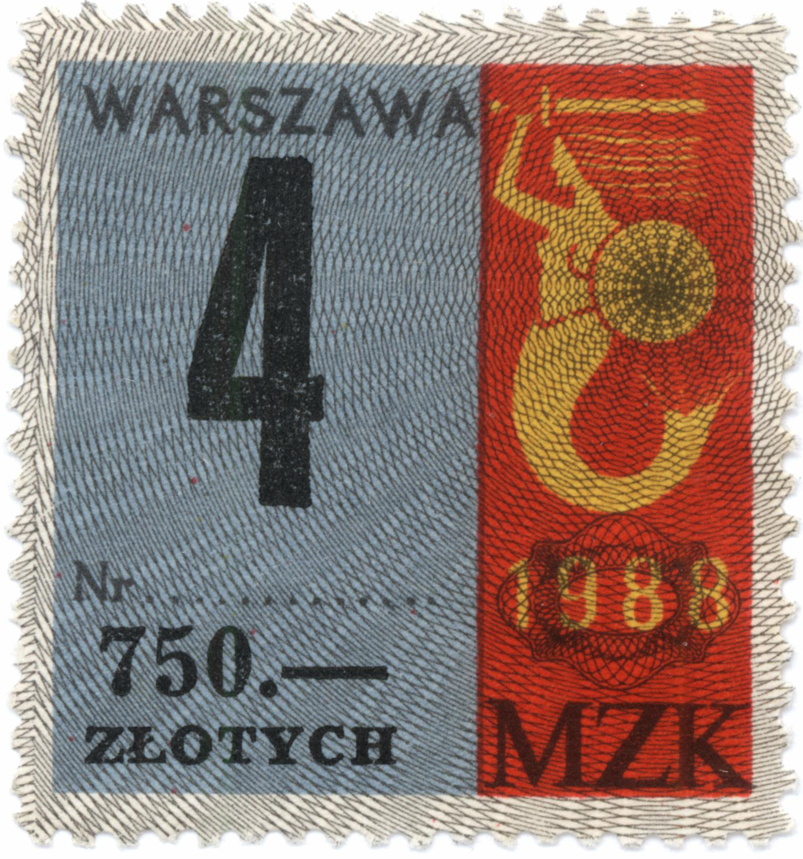 WARSZAWA
4
Nr..................
750.—
ZŁOTYCH
1988
MZK